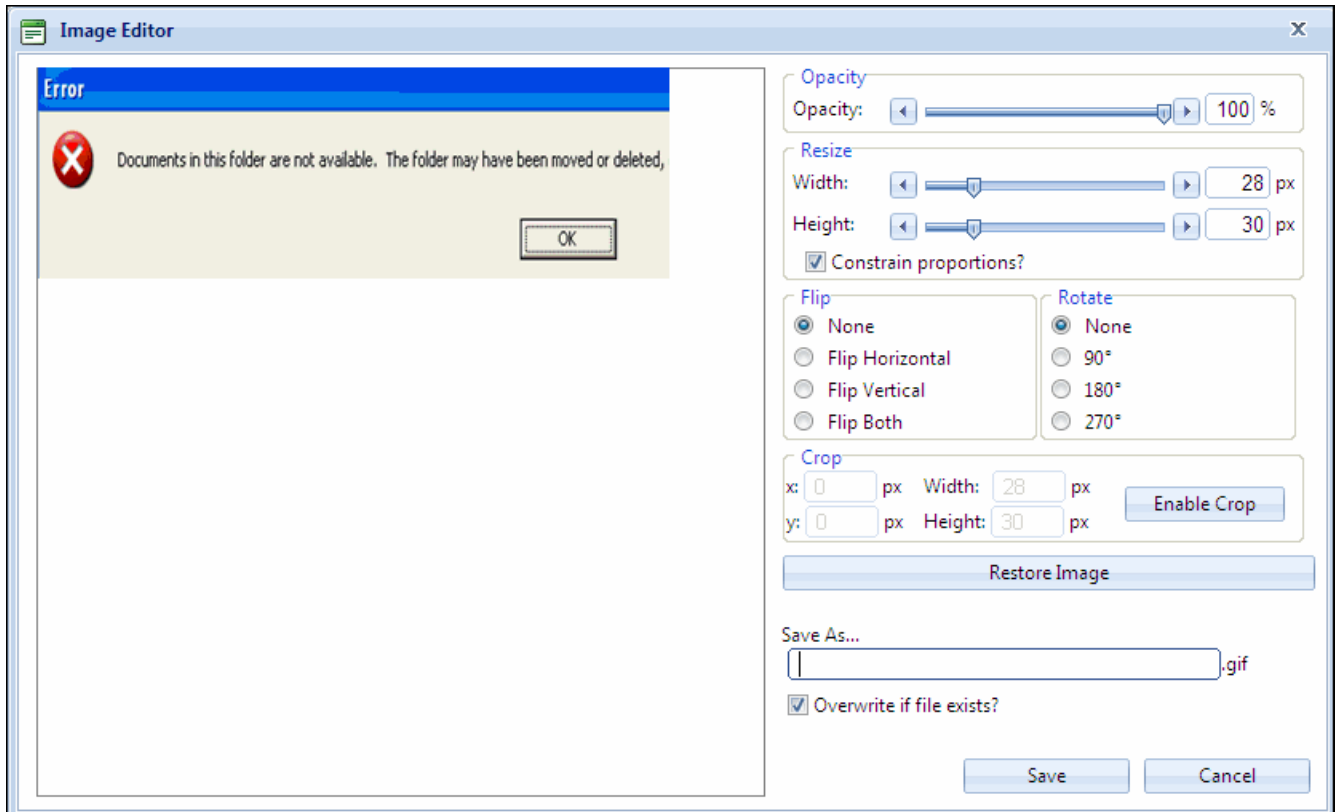 Image Editor
X
Error
Documents in this folder are not available. The folder may have been moved or deleted,
OK
Opacity
Opacity: 100 %
Resize
Width: 28 px
Height: 30 px
Constrain proportions?
Flip
None
Flip Horizontal
Flip Vertical
Flip Both
Rotate
None
90°
180°
270°
Crop
x: 0 px Width: 28 px
y: 0 px Height: 30 px
Enable Crop
Restore Image
Save As...
.gif
Overwrite if file exists?
Save Cancel